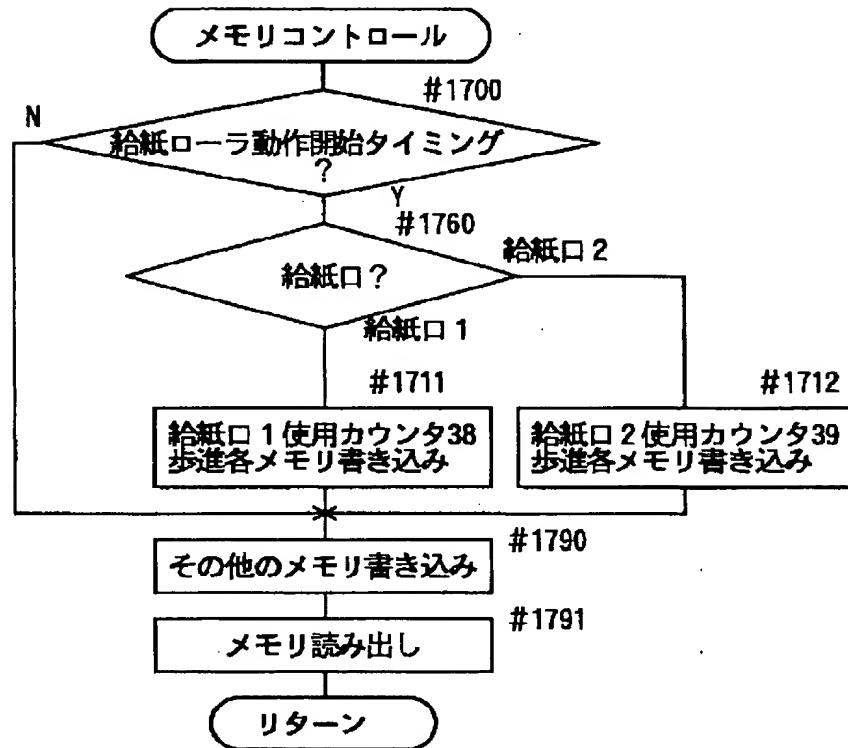 メモリコントロール
#1700
N
給紙ローラ動作開始タイミング
?
Y
#1760
給紙口2
給紙口?
給紙口1
#1711
#1712
給紙口1使用カウンタ38
歩進各メモリ書き込み
給紙口2使用カウンタ39
歩進各メモリ書き込み
#1790
その他のメモリ書き込み
#1791
メモリ読み出し
リターン